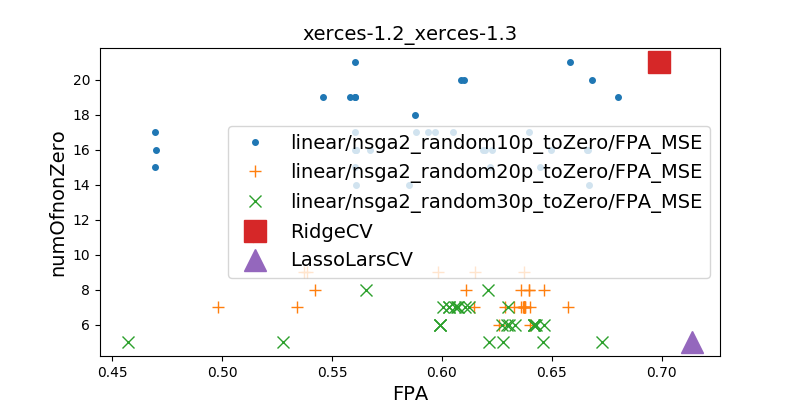 xerces-1.2_xerces-1.3
numOfnonZero
20
18
16
14
12
10
8
6
linear/nsga2_random10p_toZero/FPA_MSE
linear/nsga2_random20p_toZero/FPA_MSE
linear/nsga2_random30p_toZero/FPA_MSE
RidgeCV
LassoLarsCV
0.45 0.50 0.55 0.60 0.65 0.70
FPA